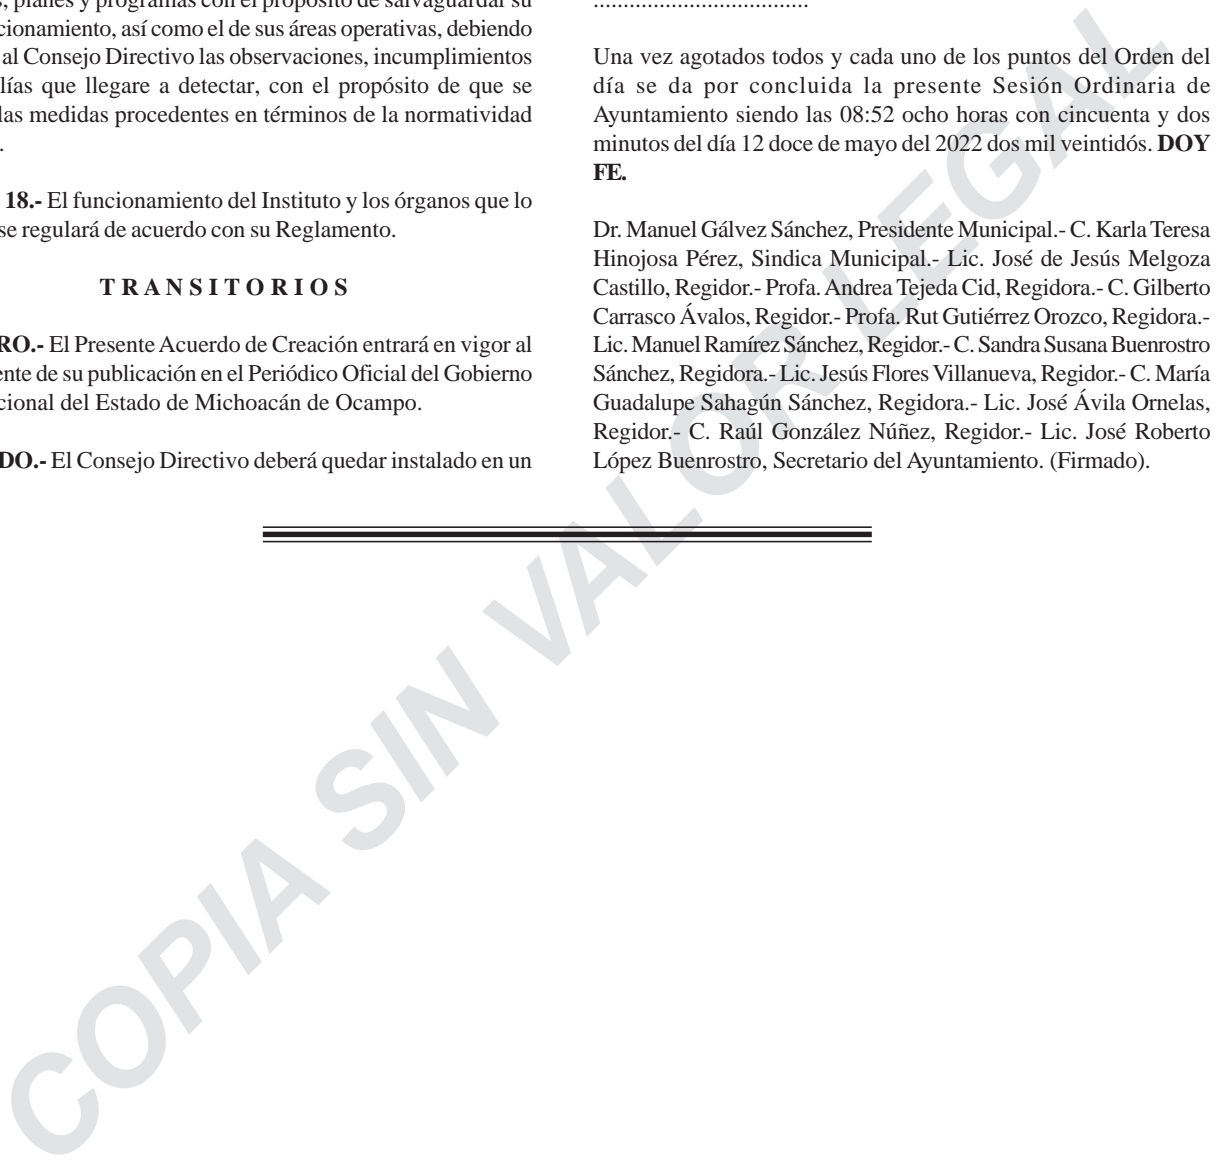 planes y programas con el propósito de salvaguardar su
cionamiento, así como el de sus áreas operativas, debiendo
al Consejo Directivo las observaciones, incumplimientos
lías que llegare a detectar, con el propósito de que se
las medidas procedentes en términos de la normatividad
.
18.- El funcionamiento del Instituto y los órganos que lo
se regulará de acuerdo con su Reglamento.
T R A N S I T O R I O S
RO.- El Presente Acuerdo de Creación entrará en vigor al
ente de su publicación en el Periódico Oficial del Gobierno
cional del Estado de Michoacán de Ocampo.
DO.- El Consejo Directivo deberá quedar instalado en un
....................................
Una vez agotados todos y cada uno de los puntos del Orden del
día se da por concluida la presente Sesión Ordinaria de
Ayuntamiento siendo las 08:52 ocho horas con cincuenta y dos
minutos del día 12 doce de mayo del 2022 dos mil veintidós. DOY
FE.
Dr. Manuel Gálvez Sánchez, Presidente Municipal.- C. Karla Teresa
Hinojosa Pérez, Sindica Municipal.- Lic. José de Jesús Melgoza
Castillo, Regidor.- Profa. Andrea Tejeda Cid, Regidora.- C. Gilberto
Carrasco Ávalos, Regidor.- Profa. Rut Gutiérrez Orozco, Regidora.-
Lic. Manuel Ramírez Sánchez, Regidor.- C. Sandra Susana Buenrostro
Sánchez, Regidora.- Lic. Jesús Flores Villanueva, Regidor.- C. María
Guadalupe Sahagún Sánchez, Regidora.- Lic. José Ávila Ornelas,
Regidor.- C. Raúl González Núñez, Regidor.- Lic. José Roberto
López Buenrostro, Secretario del Ayuntamiento. (Firmado).
COPIA SIN VALOR LEGAL